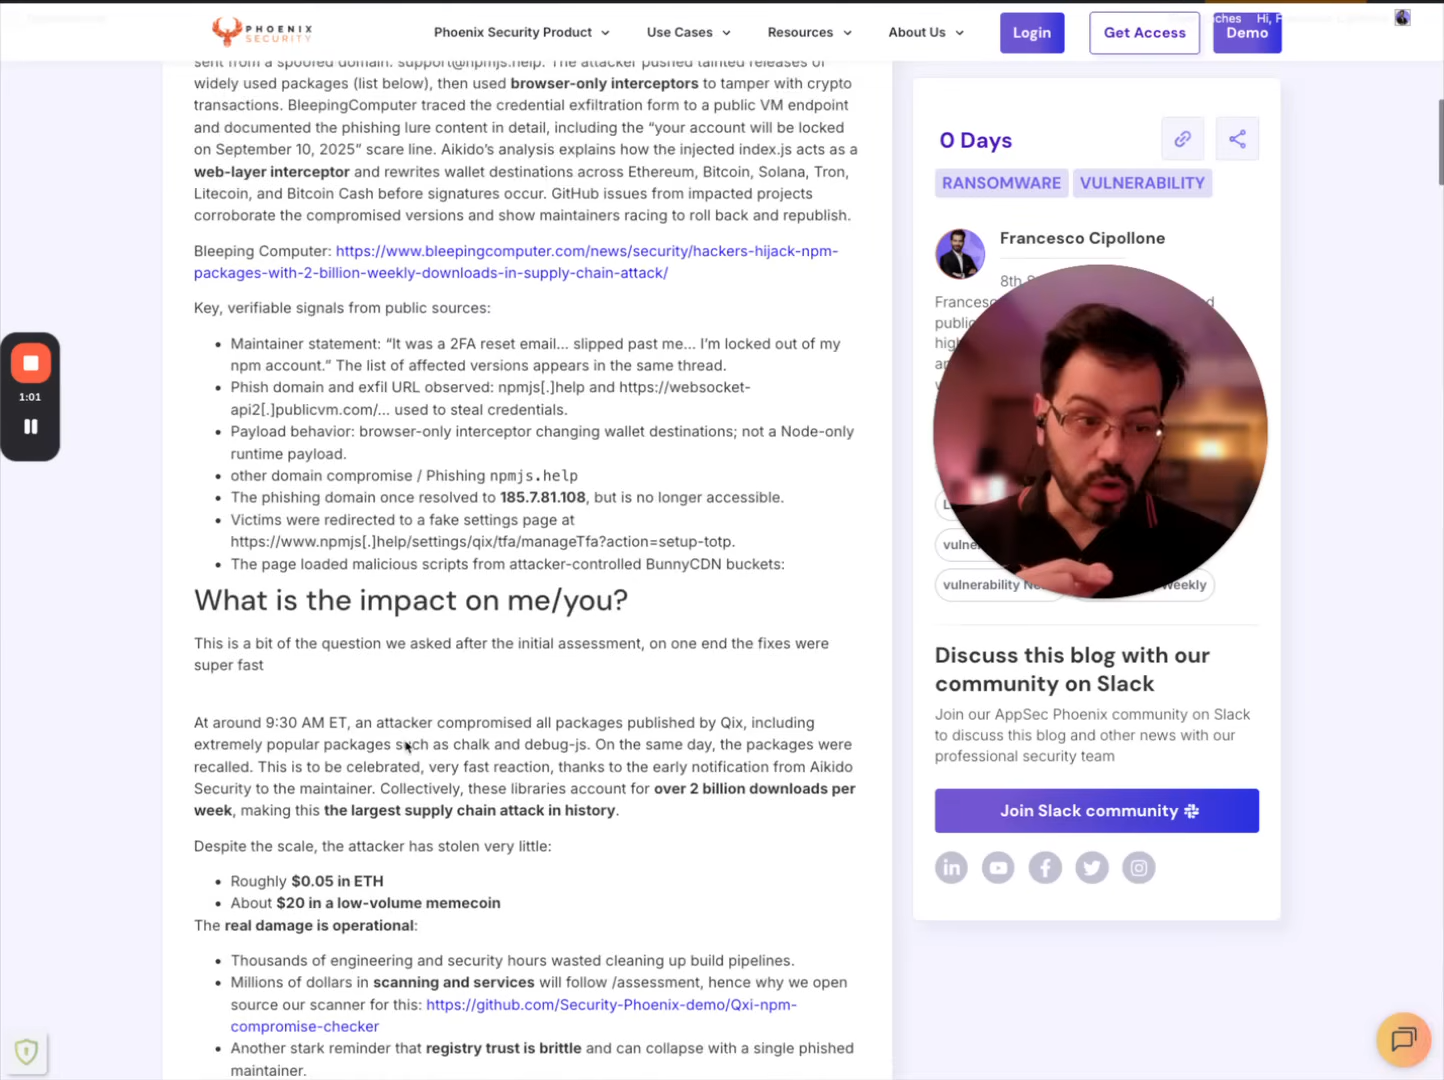 PHOENIX
SECURITY
Phoenix Security Product
Use Cases
Resources
About Us
Login
Get Access
Demo
sent from a spoofed domain: support@npmjs.help. The attacker pushed tainted releases of
widely used packages (list below), then used browser-only interceptors to tamper with crypto
transactions. BleepingComputer traced the credential exfiltration form to a public VM endpoint
and documented the phishing lure content in detail, including the “your account will be locked
on September 10, 2025” scare line. Aikido’s analysis explains how the injected index.js acts as a
web-layer interceptor and rewrites wallet destinations across Ethereum, Bitcoin, Solana, Tron,
Litecoin, and Bitcoin Cash before signatures occur. GitHub issues from impacted projects
corroborate the compromised versions and show maintainers racing to roll back and republish.
Bleeping Computer: https://www.bleepingcomputer.com/news/security/hackers-hijack-npm-
packages-with-2-billion-weekly-downloads-in-supply-chain-attack/
Key, verifiable signals from public sources:
Maintainer statement: “It was a 2FA reset email… slipped past me… I’m locked out of my
npm account.” The list of affected versions appears in the same thread.
Phish domain and exfil URL observed: npmjs[.]help and https://websocket-
api2[.]publicvm.com/… used to steal credentials.
Payload behavior: browser-only interceptor changing wallet destinations; not a Node-only
runtime payload.
other domain compromise / Phishing npmjs.help
The phishing domain once resolved to 185.7.81.108, but is no longer accessible.
Victims were redirected to a fake settings page at
https://www.npmjs[.]help/settings/qix/tfa/manageTfa?action=setup-totp.
The page loaded malicious scripts from attacker-controlled BunnyCDN buckets:
What is the impact on me/you?
This is a bit of the question we asked after the initial assessment, on one end the fixes were
super fast
At around 9:30 AM ET, an attacker compromised all packages published by Qix, including
extremely popular packages such as chalk and debug-js. On the same day, the packages were
recalled. This is to be celebrated, very fast reaction, thanks to the early notification from Aikido
Security to the maintainer. Collectively, these libraries account for over 2 billion downloads per
week, making this the largest supply chain attack in history.
Despite the scale, the attacker has stolen very little:
Roughly $0.05 in ETH
About $20 in a low-volume memecoin
The real damage is operational:
Thousands of engineering and security hours wasted cleaning up build pipelines.
Millions of dollars in scanning and services will follow /assessment, hence why we open
source our scanner for this: https://github.com/Security-Phoenix-demo/Qxi-npm-
compromise-checker
Another stark reminder that registry trust is brittle and can collapse with a single phished
maintainer.
1:01
0 Days
RANSOMWARE
VULNERABILITY
Francesco Cipollone
8th
Discuss this blog with our
community on Slack
Join our AppSec Phoenix community on Slack
to discuss this blog and other news with our
professional security team
Join Slack community